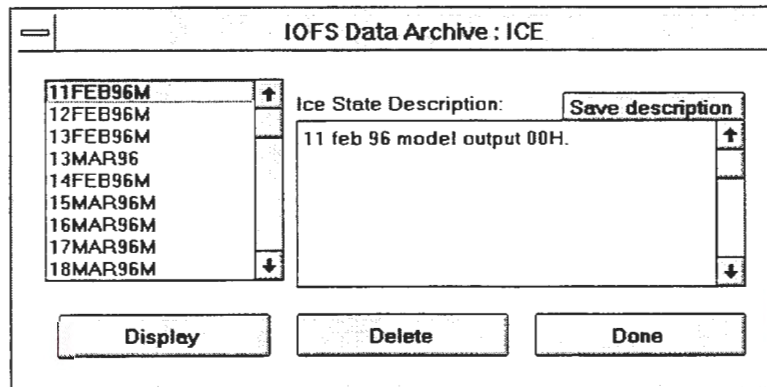 IOFS Data Archive : ICE
11FEB96M
12FEB96M
13FEB96M
13MAR96
14FEB96M
15MAR96M
16MAR96M
17MAR96M
18MAR96M
Ice State Description:
Save description
11 feb 96 model output 00H.
Display
Delete
Done